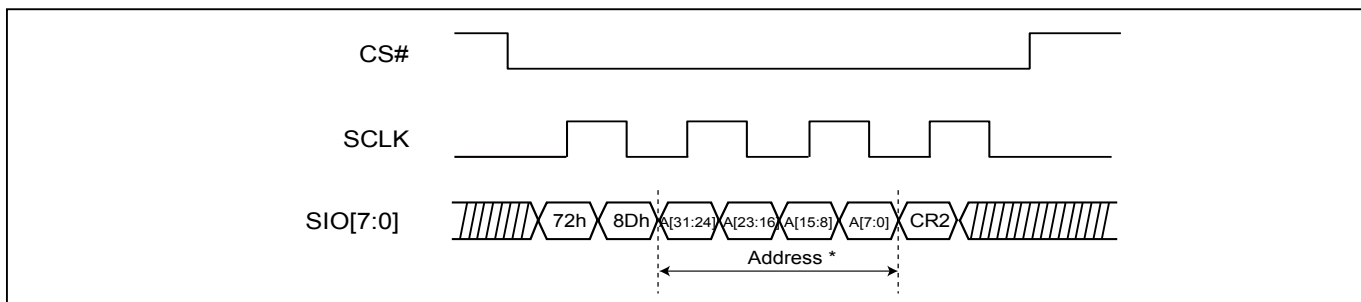 CS#
SCLK
SIO[7:0] 72h 8Dh A[31:24] A[23:16] A[15:8] A[7:0] CR2
Address *